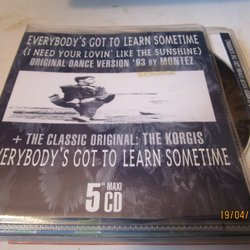 EVERYBODY'S GOT TO LEARN SOMETIME
(I NEED YOUR LOVIN' LIKE THE SUNSHINE)
ORIGINAL DANCE VERSION '93 BY MONTEZ
+ THE CLASSIC ORIGINAL: THE KORGIS
VERYBODY'S GOT TO LEARN SOMETIME
5" MAXI
CD
19/04/